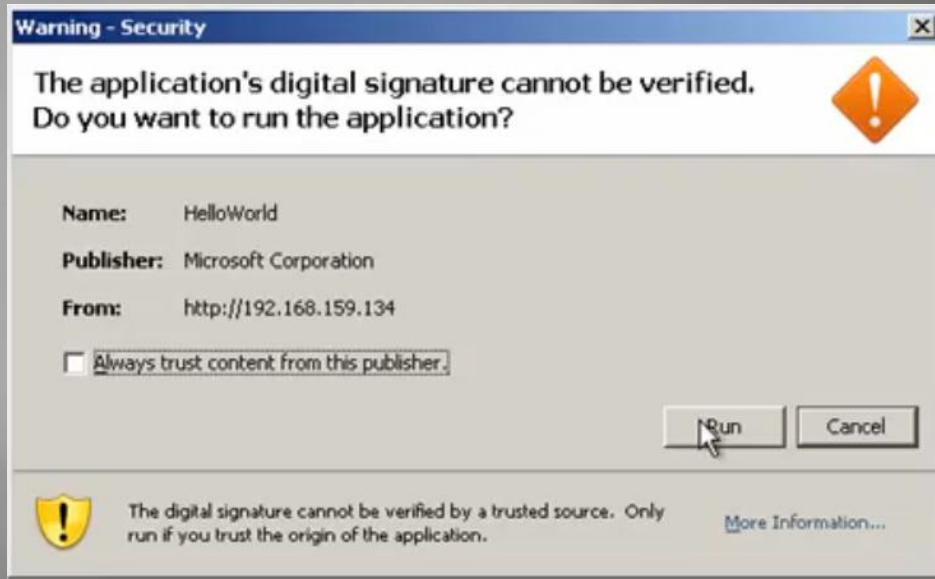 Warning - Security
The application's digital signature cannot be verified.
Do you want to run the application?
Name: HelloWorld
Publisher: Microsoft Corporation
From: http://192.168.159.134
Always trust content from this publisher.
Run Cancel
The digital signature cannot be verified by a trusted source. Only
run if you trust the origin of the application.
More Information...